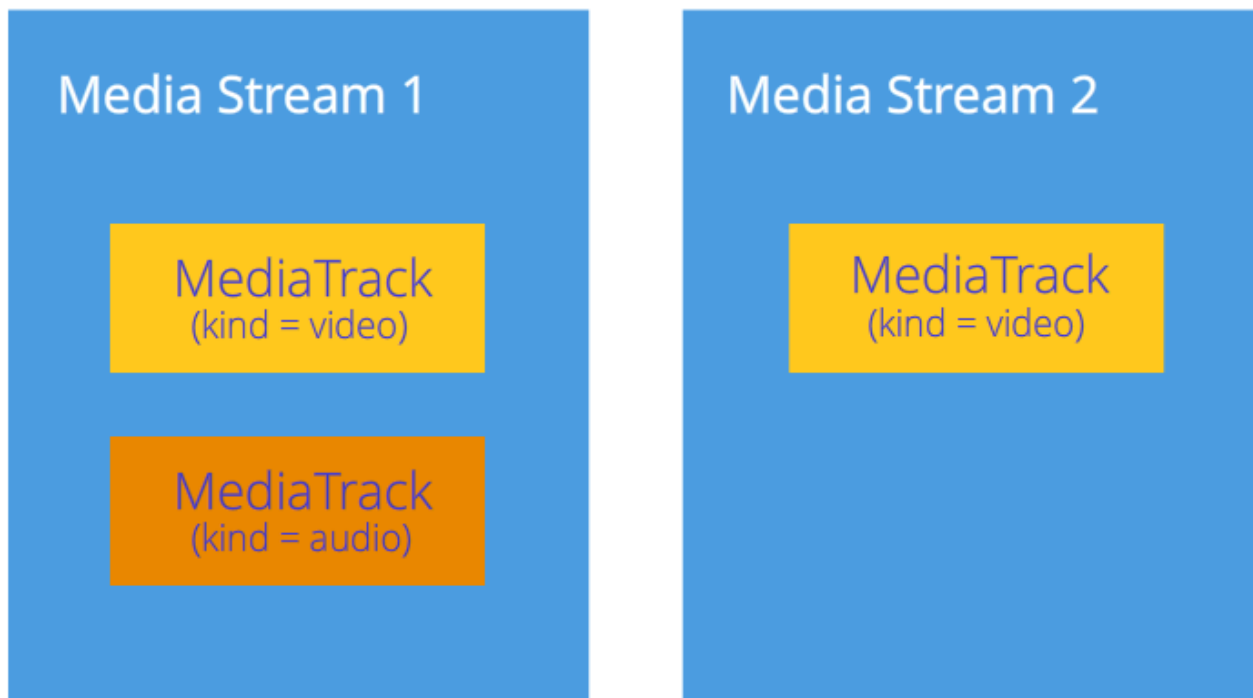 Media Stream 1
MediaTrack
(kind = video)
MediaTrack
(kind = audio)
Media Stream 2
MediaTrack
(kind = video)